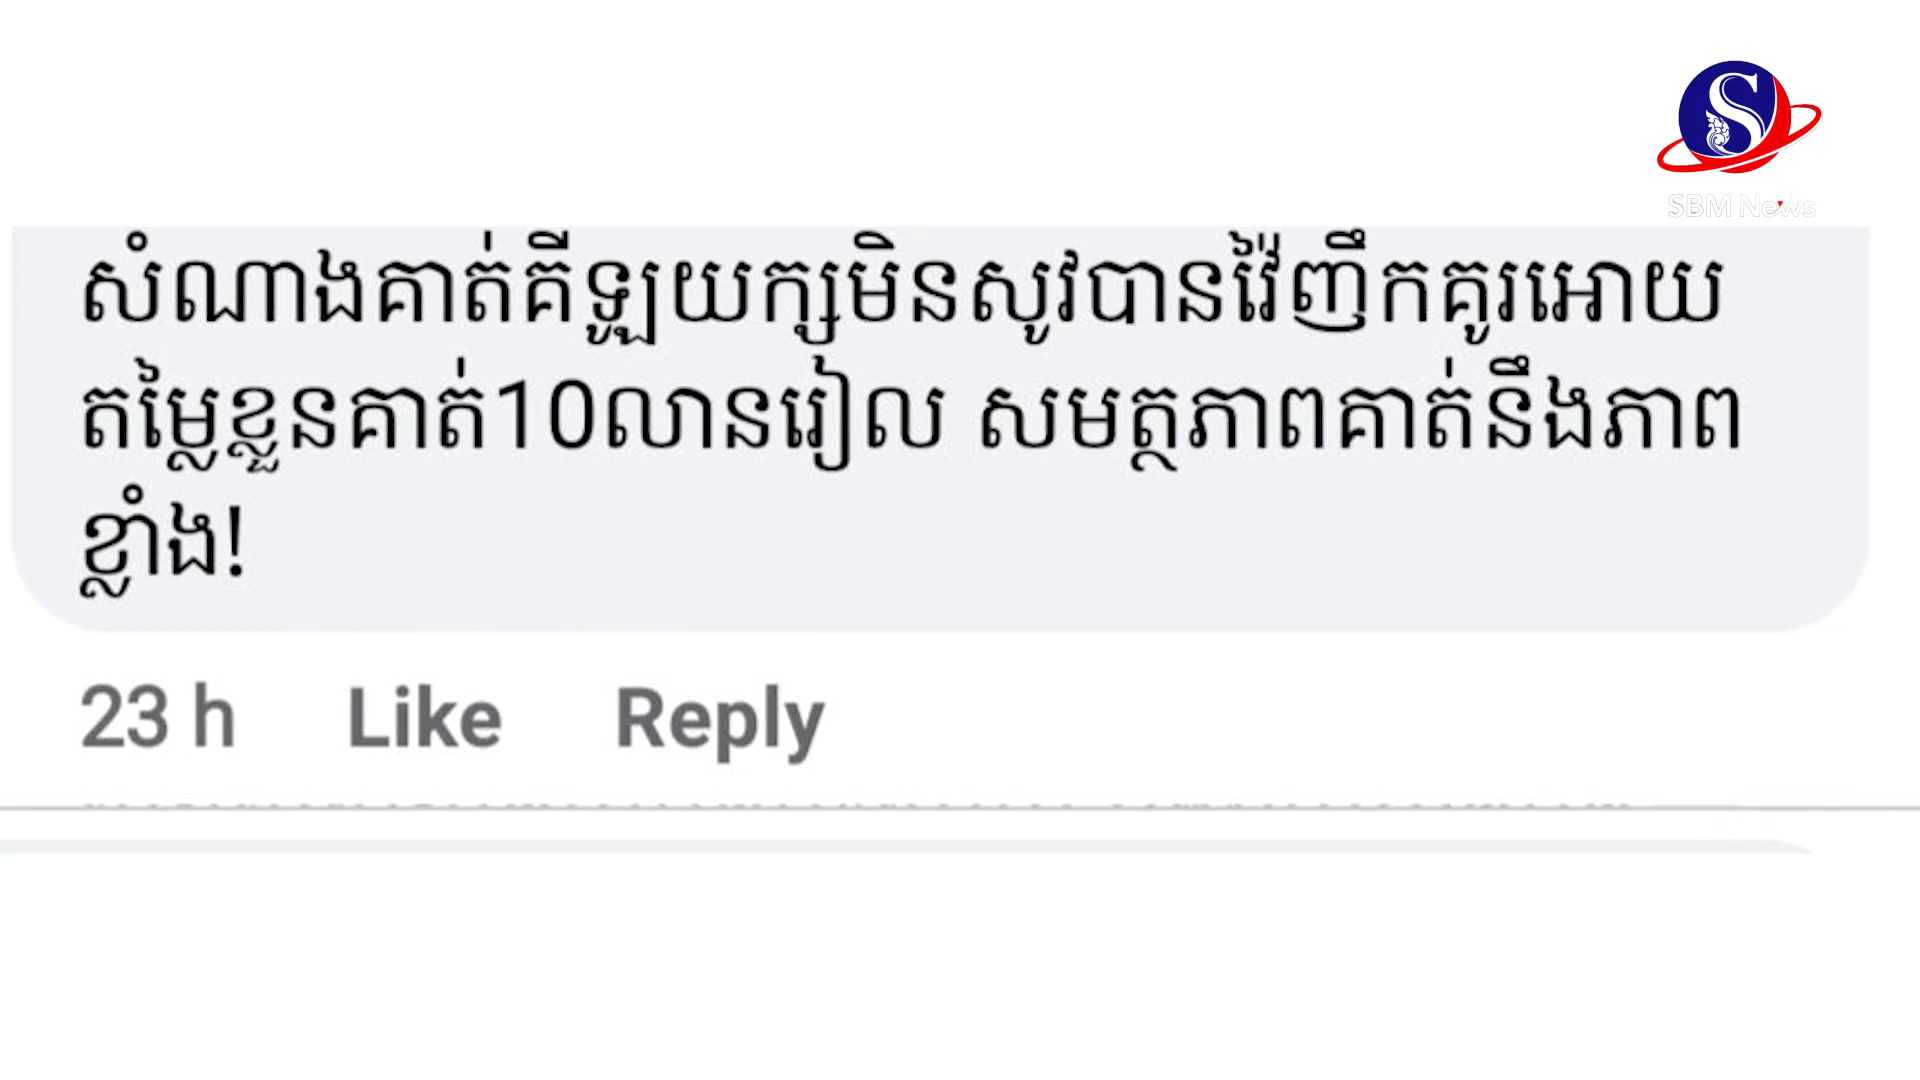 SBM News
សំណាងគាត់គីឡូយក្សមិនសូវបានវ៉ៃញឹកគួរអោយ
តម្លៃខ្លួនគាត់10លានរៀល សមត្ថភាពគាត់នឹងភាព
ខ្លាំង!
23 h Like Reply